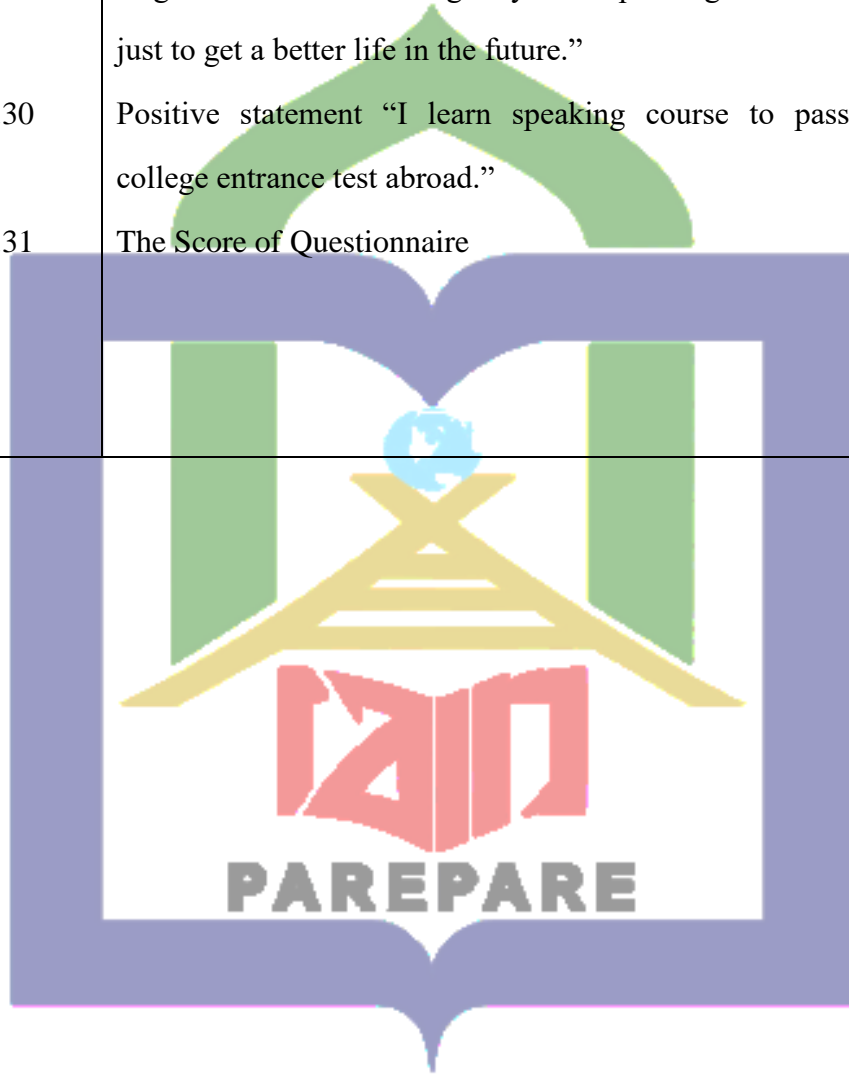 just to get a better life in the future.”
30 Positive statement “I learn speaking course to pass
college entrance test abroad.”
31 The Score of Questionnaire
iain
PAREPARE